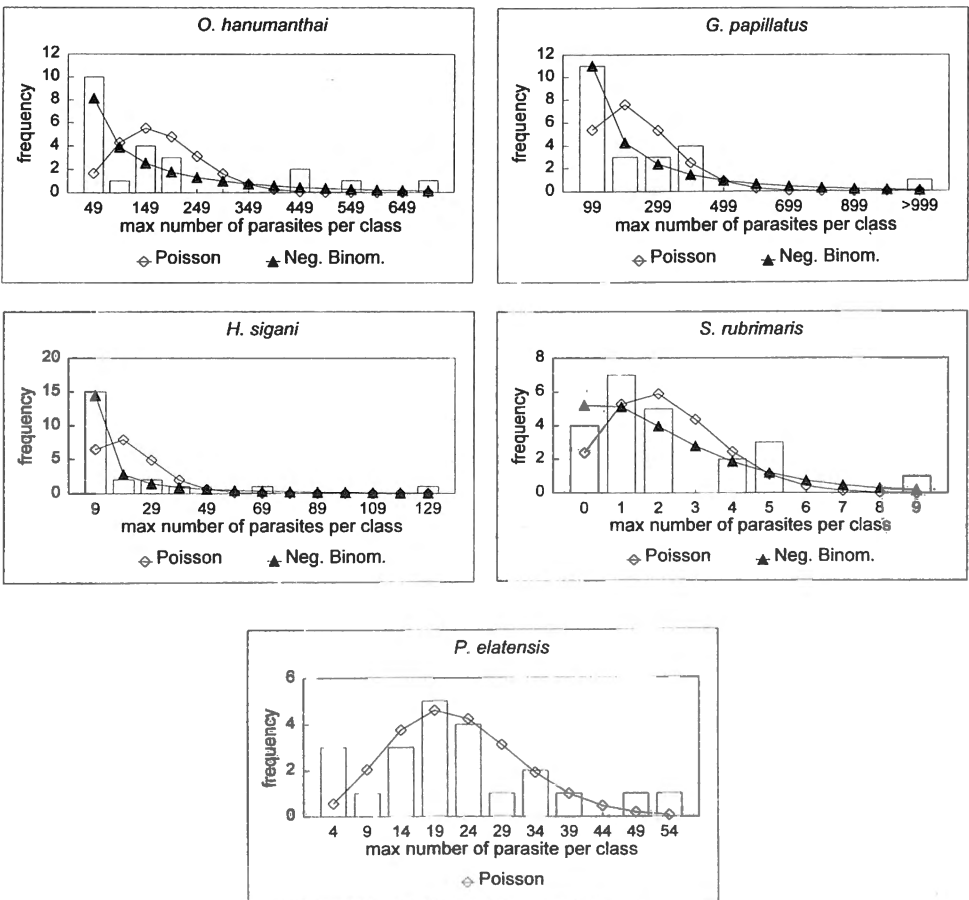 O. hanumanthai
frequency
12
10
8
6
4
2
0
49 149 249 349 449 549 649
max number of parasites per class
Poisson Neg. Binom.
G. papillatus
frequency
12
10
8
6
4
2
0
99 299 499 699 899 >999
max number of parasites per class
Poisson Neg. Binom.
H. sigani
frequency
20
15
10
5
0
9 29 49 69 89 109 129
max number of parasites per class
Poisson Neg. Binom.
S. rubrimaris
frequency
8
6
4
2
0
0 1 2 3 4 5 6 7 8 9
max number of parasites per class
Poisson Neg. Binom.
P. elatensis
frequency
6
4
2
0
4 9 14 19 24 29 34 39 44 49 54
max number of parasite per class
Poisson